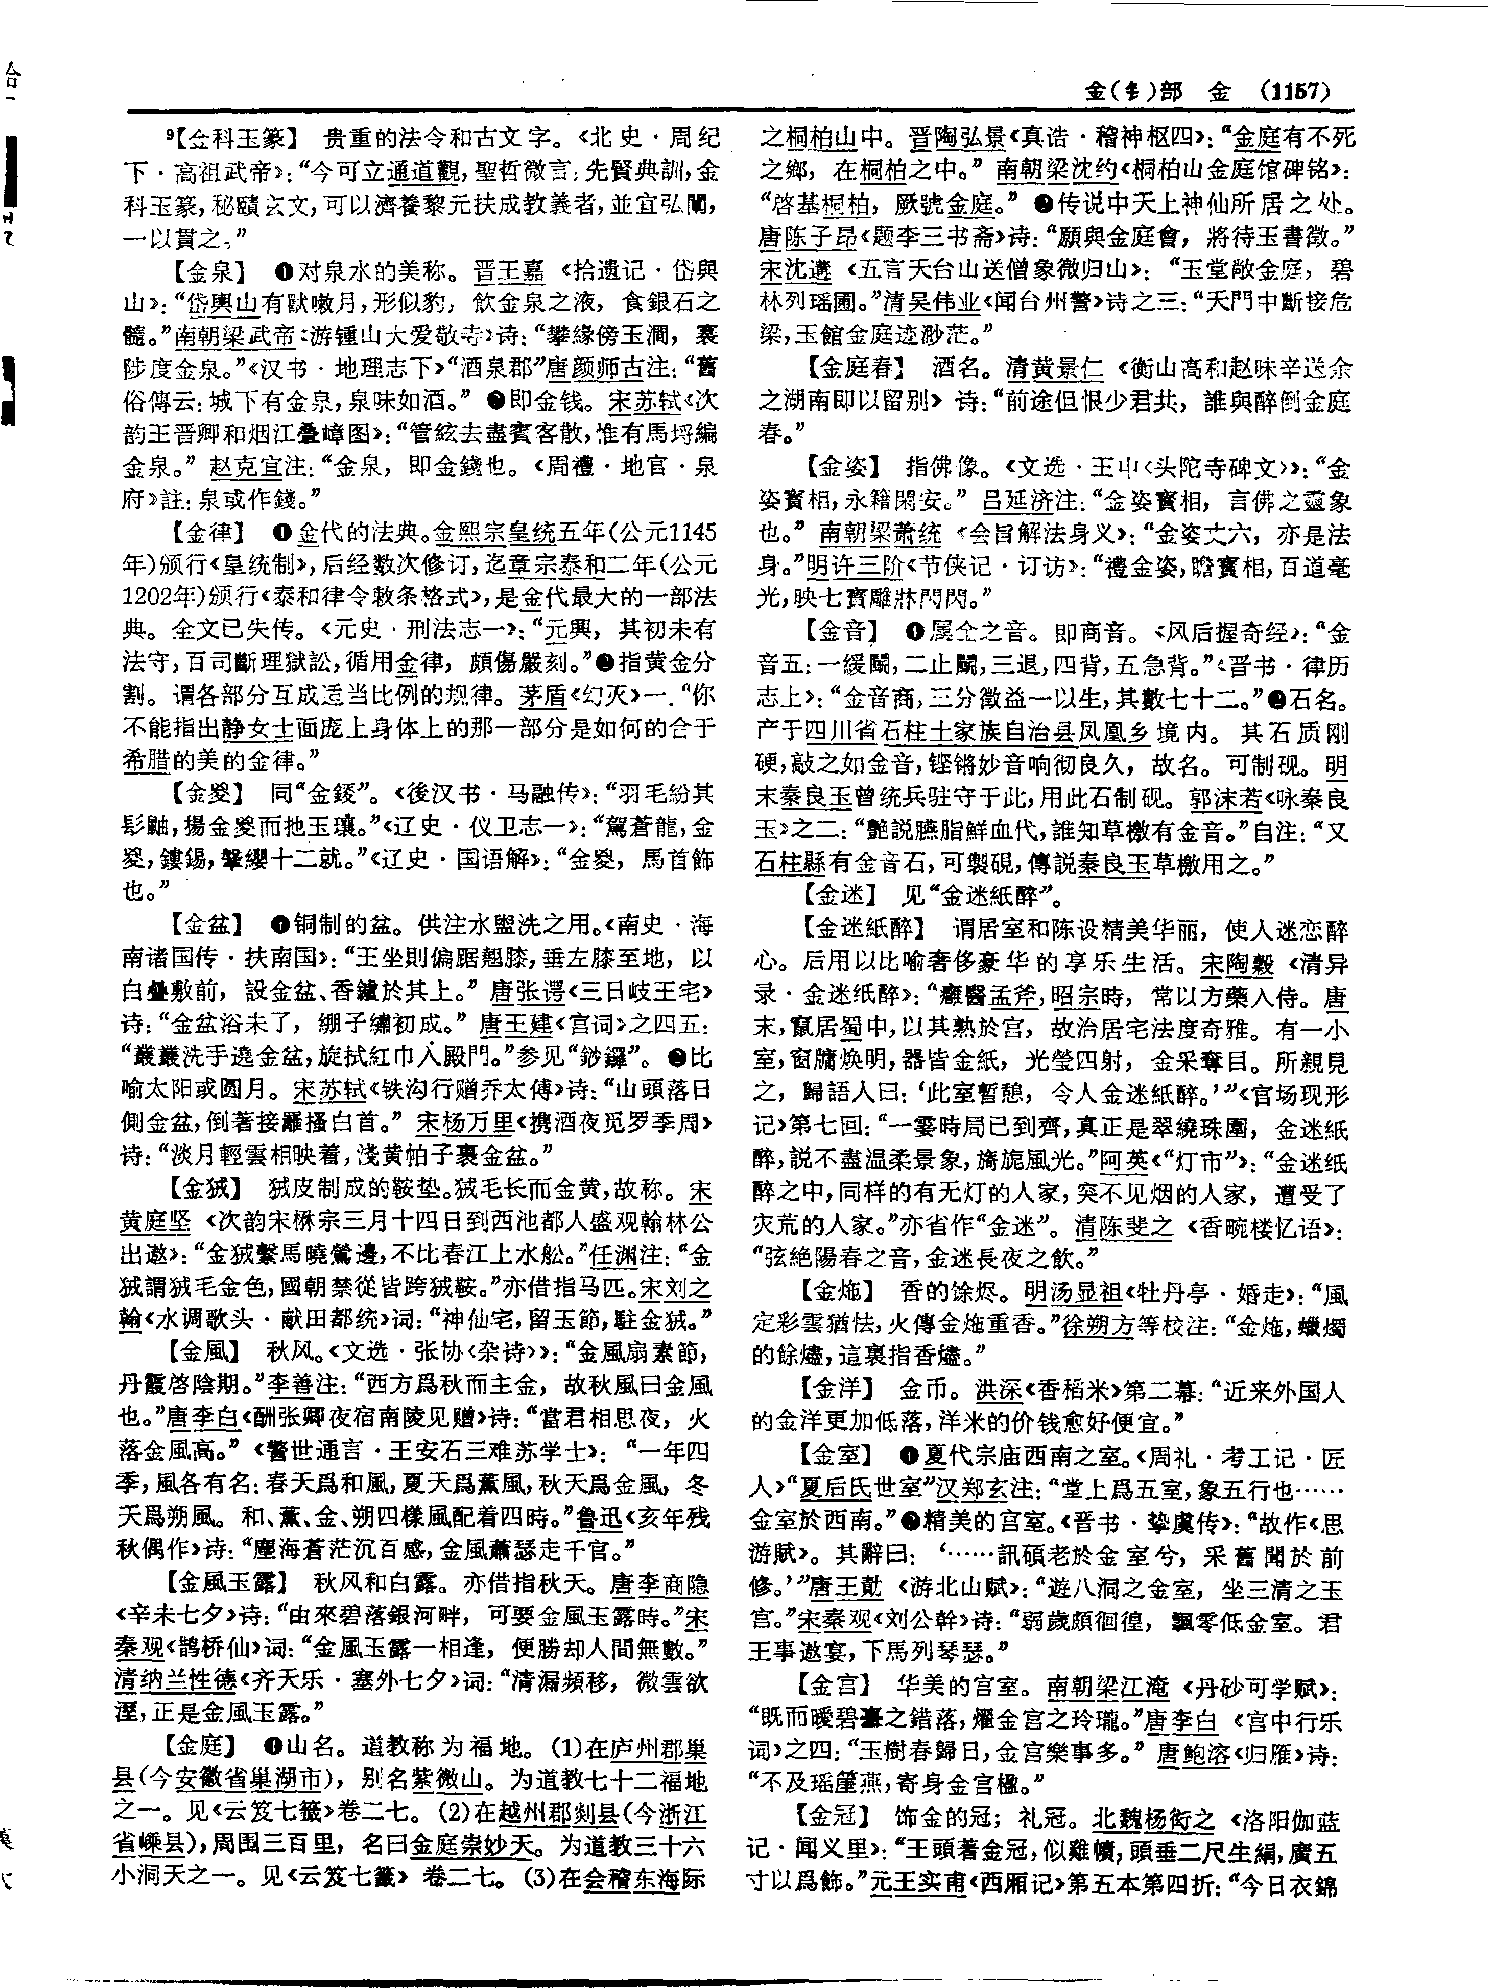 金(钅)部 金 (1157)
⁹【金科玉篆】 贵重的法令和古文字。《北史·周纪
下·高祖武帝》：“今可立通道觀，聖哲微言，先賢典訓，金
科玉篆，秘賾玄文，可以濟養黎元扶成教義者，並宜弘闡，
一以貫之。”
【金泉】 ❶对泉水的美称。晋王嘉《拾遗记·岱舆
山》：“岱輿山有獸嗽月，形似豹，飲金泉之液，食銀石之
髓。”南朝梁武帝《游锺山大爱敬寺》诗：“攀緣傍玉澗，褰
陟度金泉。”《汉书·地理志下》“酒泉郡”唐颜师古注：“舊
俗傳云：城下有金泉，泉味如酒。” ❷即金钱。宋苏轼《次
韵王晋卿和烟江叠嶂图》：“管絃去盡賓客散，惟有馬埒編
金泉。”赵克宜注：“金泉，即金錢也。《周禮·地官·泉
府》註：泉或作錢。”
【金律】 ❶金代的法典。金熙宗皇统五年(公元1145
年)颁行《皇统制》，后经数次修订，迄章宗泰和二年(公元
1202年)颁行《泰和律令敕条格式》，是金代最大的一部法
典。全文已失传。《元史·刑法志一》：“元興，其初未有
法守，百司斷理獄訟，循用金律，頗傷嚴刻。”❷指黄金分
割。谓各部分互成适当比例的规律。茅盾《幻灭》一：“你
不能指出静女士面庞上身体上的那一部分是如何的合于
希腊的美的金律。”
【金㚇】 同“金鍐”。《後汉书·马融传》：“羽毛紛其
髟鼬，揚金㚇而扡玉瓖。”《辽史·仪卫志一》：“駕蒼龍，金
㚇，鏤錫，鞶纓十二就。”《辽史·国语解》：“金㚇，馬首飾
也。”
【金盆】 ❶铜制的盆。供注水盥洗之用。《南史·海
南诸国传·扶南国》：“王坐則偏踞翹膝，垂左膝至地，以
白疊敷前，設金盆、香鑪於其上。”唐张谔《三日岐王宅》
诗：“金盆浴未了，綳子繡初成。”唐王建《宫词》之四五：
“叢叢洗手遶金盆，旋拭紅巾入殿門。”参见“鈔鑼”。❷比
喻太阳或圆月。宋苏轼《铁沟行赠乔太傅》诗：“山頭落日
側金盆，倒著接䍦搔白首。”宋杨万里《携酒夜觅罗季周》
诗：“淡月輕雲相映着，淺黄帕子裹金盆。”
【金狨】 狨皮制成的鞍垫。狨毛长而金黄，故称。宋
黄庭坚《次韵宋楙宗三月十四日到西池都人盛观翰林公
出遨》：“金狨繫馬曉鶯邊，不比春江上水船。”任渊注：“金
狨謂狨毛金色，國朝禁從皆跨狨鞍。”亦借指马匹。宋刘之
翰《水调歌头·献田都统》词：“神仙宅，留玉節，駐金狨。”
【金風】 秋风。《文选·张协〈杂诗〉》：“金風扇素節，
丹霞啓陰期。”李善注：“西方爲秋而主金，故秋風曰金風
也。”唐李白《酬张卿夜宿南陵见赠》诗：“當君相思夜，火
落金風高。”《警世通言·王安石三难苏学士》：“一年四
季，風各有名：春天爲和風，夏天爲薰風，秋天爲金風，冬
天爲朔風。和、薰、金、朔四樣風配着四時。”鲁迅《亥年残
秋偶作》诗：“塵海蒼茫沉百感，金風蕭瑟走千官。”
【金風玉露】 秋风和白露。亦借指秋天。唐李商隐
《辛未七夕》诗：“由來碧落銀河畔，可要金風玉露時。”宋
秦观《鹊桥仙》词：“金風玉露一相逢，便勝却人間無數。”
清纳兰性德《齐天乐·塞外七夕》词：“清漏頻移，微雲欲
溼，正是金風玉露。”
【金庭】 ❶山名。道教称为福地。(1)在庐州郡巢
县(今安徽省巢湖市)，别名紫微山。为道教七十二福地
之一。见《云笈七籤》卷二七。(2)在越州郡剡县(今浙江
省嵊县)，周围三百里，名曰金庭崇妙天。为道教三十六
小洞天之一。见《云笈七籤》卷二七。(3)在会稽东海际
之桐柏山中。晋陶弘景《真诰·稽神枢四》：“金庭有不死
之鄉，在桐柏之中。”南朝梁沈约《桐柏山金庭馆碑铭》：
“啓基桐柏，厥號金庭。”❷传说中天上神仙所居之处。
唐陈子昂《题李三书斋》诗：“願與金庭會，將待玉書徵。”
宋沈遘《五言天台山送僧象微归山》：“玉堂敞金庭，碧
林列瑶圃。”清吴伟业《闻台州警》诗之三：“天門中斷接危
梁，玉館金庭迹渺茫。”
【金庭春】 酒名。清黄景仁《衡山高和赵味辛送余
之湖南即以留别》诗：“前途但恨少君共，誰與醉倒金庭
春。”
【金姿】 指佛像。《文选·王屮〈头陀寺碑文〉》：“金
姿寶相，永籍閑安。”吕延济注：“金姿寶相，言佛之靈象
也。”南朝梁萧统《会旨解法身义》：“金姿丈六，亦是法
身。”明许三阶《节侠记·订访》：“禮金姿，瞻寶相，百道毫
光，映七寶雕牀閃閃。”
【金音】 ❶属金之音。即商音。《风后握奇经》：“金
音五：一缓鬭，二止鬭，三退，四背，五急背。”《晋书·律历
志上》：“金音商，三分徵益一以生，其數七十二。”❷石名。
产于四川省石柱土家族自治县凤凰乡境内。其石质刚
硬，敲之如金音，铿锵妙音响彻良久，故名。可制砚。明
末秦良玉曾统兵驻守于此，用此石制砚。郭沫若《咏秦良
玉》之二：“艷説臙脂鮮血代，誰知草檄有金音。”自注：“又
石柱縣有金音石，可製硯，傳説秦良玉草檄用之。”
【金迷】 见“金迷紙醉”。
【金迷紙醉】 谓居室和陈设精美华丽，使人迷恋醉
心。后用以比喻奢侈豪华的享乐生活。宋陶穀《清异
录·金迷纸醉》：“癰醫孟斧，昭宗時，常以方藥入侍。唐
末，竄居蜀中，以其熟於宫，故治居宅法度奇雅。有一小
室，窗牖焕明，器皆金紙，光瑩四射，金采奪目。所親見
之，歸語人曰：‘此室暫憩，令人金迷紙醉。’”《官场现形
记》第七回：“一霎時局已到齊，真正是翠繞珠圍，金迷紙
醉，説不盡温柔景象，旖旎風光。”阿英《“灯市”》：“金迷纸
醉之中，同样的有无灯的人家，突不见烟的人家，遭受了
灾荒的人家。”亦省作“金迷”。清陈斐之《香畹楼忆语》：
“弦絶陽春之音，金迷長夜之飲。”
【金炧】 香的馀烬。明汤显祖《牡丹亭·婚走》：“風
定彩雲猶怯，火傳金炧重香。”徐朔方等校注：“金炧，蠟燭
的餘燼，這裏指香燼。”
【金洋】 金币。洪深《香稻米》第二幕：“近来外国人
的金洋更加低落，洋米的价钱愈好便宜。”
【金室】 ❶夏代宗庙西南之室。《周礼·考工记·匠
人》“夏后氏世室”汉郑玄注：“堂上爲五室，象五行也……
金室於西南。”❷精美的宫室。《晋书·挚虞传》：“故作《思
游賦》。其辭曰：‘……訊碩老於金室兮，采舊聞於前
修。’”唐王勣《游北山赋》：“遊八洞之金室，坐三清之玉
宫。”宋秦观《刘公幹》诗：“弱歲頗徊徨，飄零低金室。君
王事遨宴，下馬列琴瑟。”
【金宫】 华美的宫室。南朝梁江淹《丹砂可学赋》：
“既而曖碧臺之錯落，燿金宫之玲瓏。”唐李白《宫中行乐
词》之四：“玉樹春歸日，金宫樂事多。”唐鲍溶《归雁》诗：
“不及瑶筐燕，寄身金宫楹。”
【金冠】 饰金的冠；礼冠。北魏杨衒之《洛阳伽蓝
记·闻义里》：“王頭著金冠，似雞幘，頭垂二尺生絹，廣五
寸以爲飾。”元王实甫《西厢记》第五本第四折：“今日衣錦